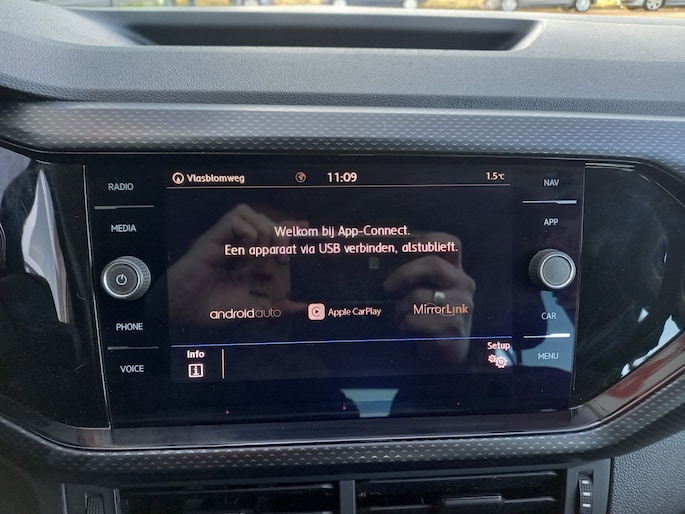 RADIO
MEDIA
PHONE
VOICE
Vlasblomweg 11:09 1.5°C
Welkom bij App-Connect.
Een apparaat via USB verbinden, alstublieft.
androidauto Apple CarPlay MirrorLink
Info Setup
NAV
APP
CAR
MENU